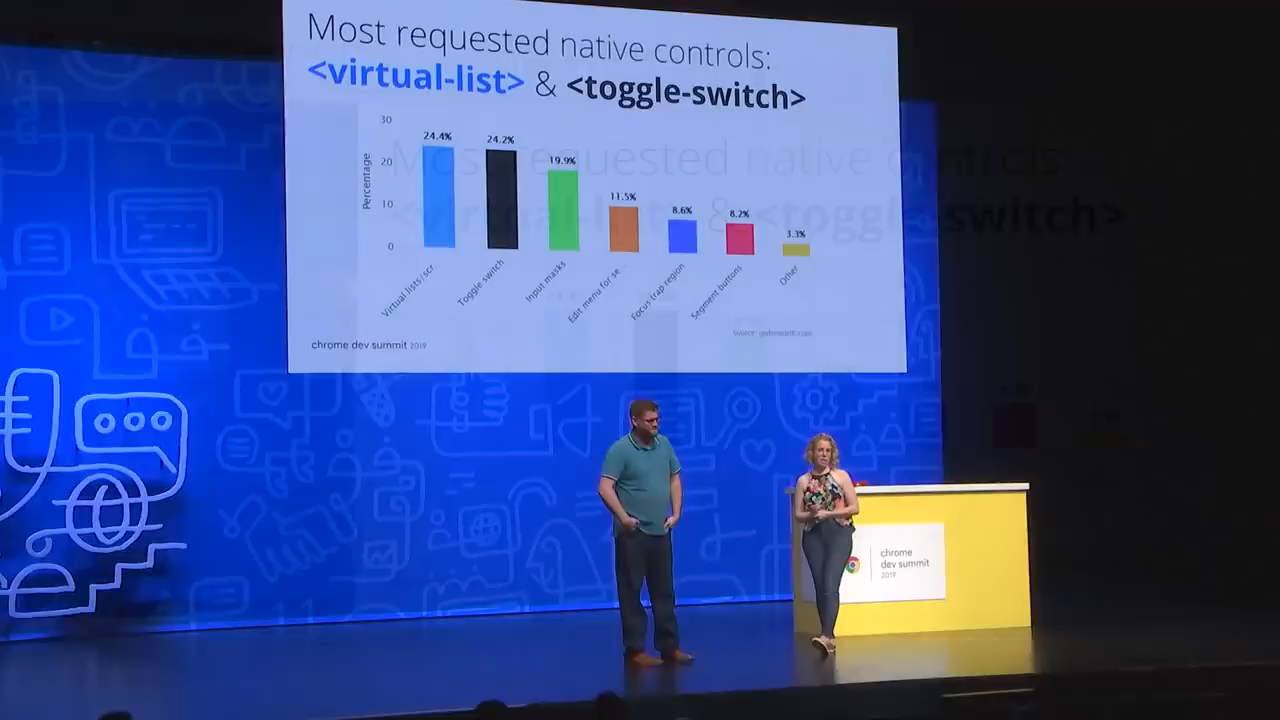 Most requested native controls:
<virtual-list> & <toggle-switch>
30
20
10
0
Percentage
24.4%
24.2%
19.9%
11.5%
8.6%
8.2%
3.3%
Virtual lists/scr
Toggle switch
Input masks
Edit menu for se...
Focus trap region
Segment buttons
Other
chrome dev summit 2019
Source:
chrome
dev summit
2019